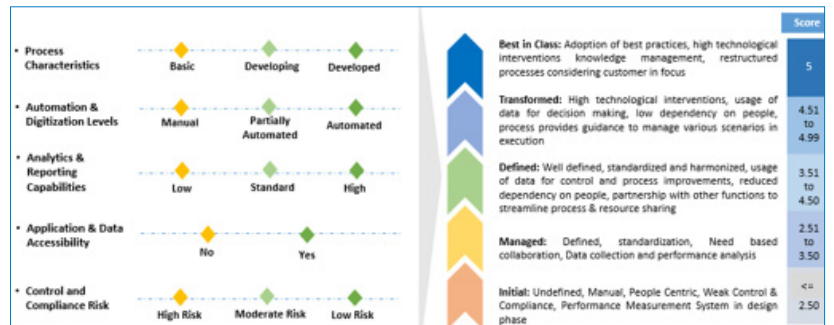 • Process
Characteristics
Basic
Developing
Developed
• Automation &
Digitization Levels
Manual
Partially
Automated
Automated
• Analytics &
Reporting
Capabilities
Low
Standard
High
• Application & Data
Accessibility
No
Yes
• Control and
Compliance Risk
High Risk
Moderate Risk
Low Risk
Score
Best in Class: Adoption of best practices, high technological
interventions knowledge management, restructured
processes considering customer in focus
5
Transformed: High technological interventions, usage of
data for decision making, low dependency on people,
process provides guidance to manage various scenarios in
execution
4.51
to
4.99
Defined: Well defined, standardized and harmonized, usage
of data for control and process improvements, reduced
dependency on people, partnership with other functions to
streamline process & resource sharing
3.51
to
4.50
Managed: Defined, standardization, Need based
collaboration, Data collection and performance analysis
2.51
to
3.50
Initial: Undefined, Manual, People Centric, Weak Control &
Compliance, Performance Measurement System in design
phase
<=
2.50